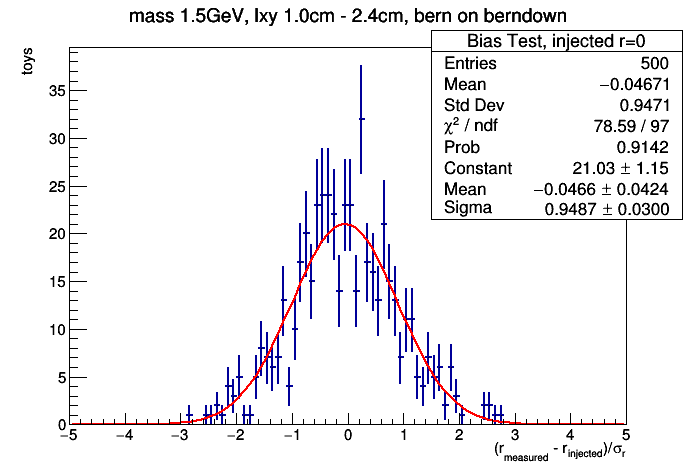 mass 1.5GeV, lxy 1.0cm - 2.4cm, bern on berndown
Bias Test, injected r=0
Entries 500
Mean −0.04671
Std Dev 0.9471
χ² / ndf 78.59 / 97
Prob 0.9142
Constant 21.03 ± 1.15
Mean −0.0466 ± 0.0424
Sigma 0.9487 ± 0.0300
toys
35
30
25
20
15
10
5
0
−5 −4 −3 −2 −1 0 1 2 3 4 5
(r_measured - r_injected)/σ_r